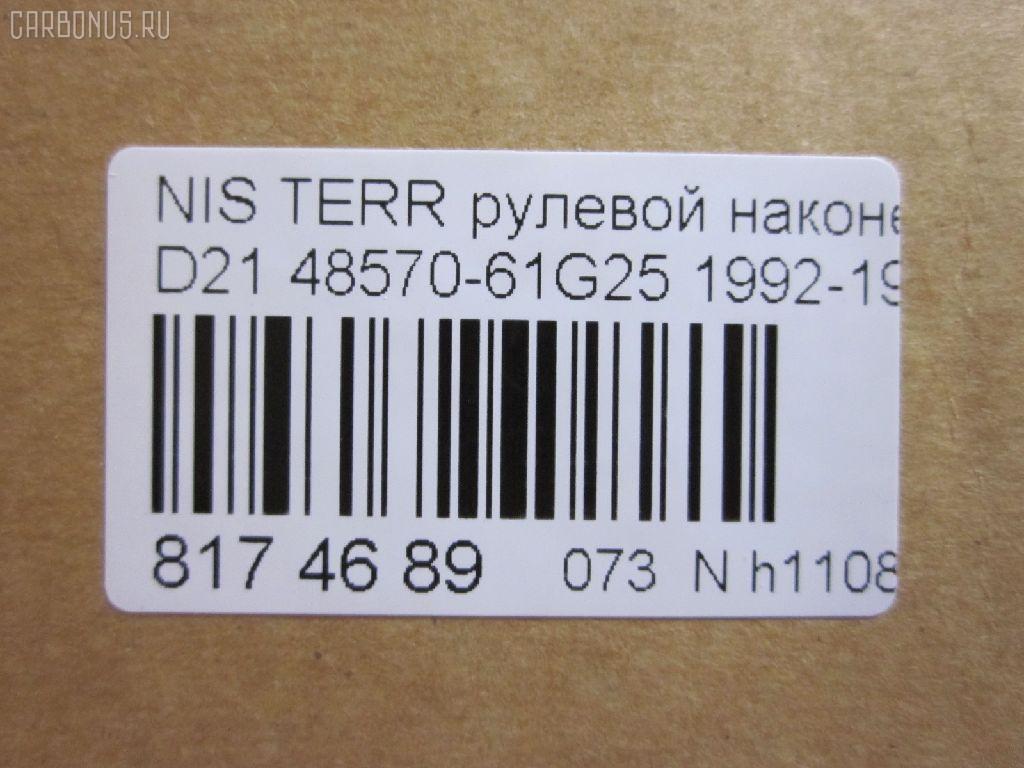 CARBONUS.RU
NIS TERR рулевой наконе
D21 48570-61G25 1992-19
817 46 89 073 N h1108